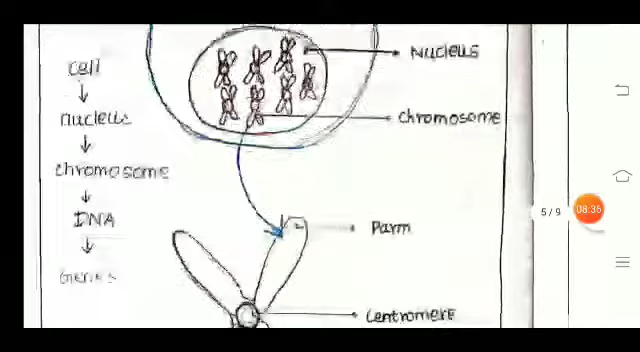 cell
↓
nucleus
↓
chromosome
↓
DNA
↓
Genes
Nucleus
chromosome
Parm
centromere
5/9
08:36